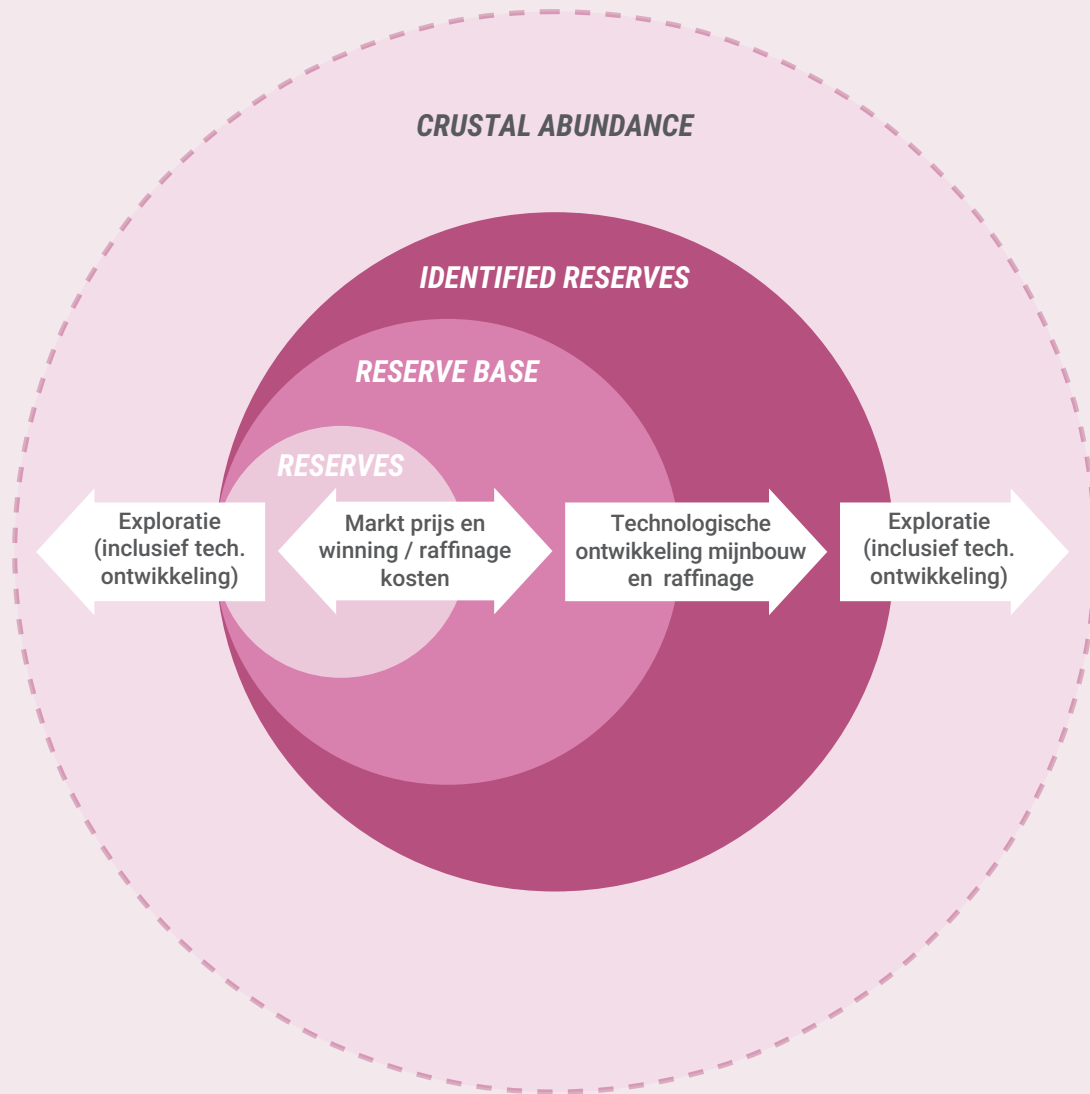 CRUSTAL ABUNDANCE
IDENTIFIED RESERVES
RESERVE BASE
RESERVES
Exploratie
(inclusief tech.
ontwikkeling)
Markt prijs en
winning / raffinage
kosten
Technologische
ontwikkeling mijnbouw
en raffinage
Exploratie
(inclusief tech.
ontwikkeling)